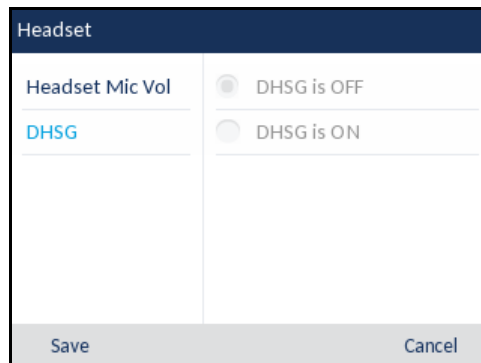 Headset
Headset Mic Vol
DHSG
DHSG is OFF
DHSG is ON
Save
Cancel